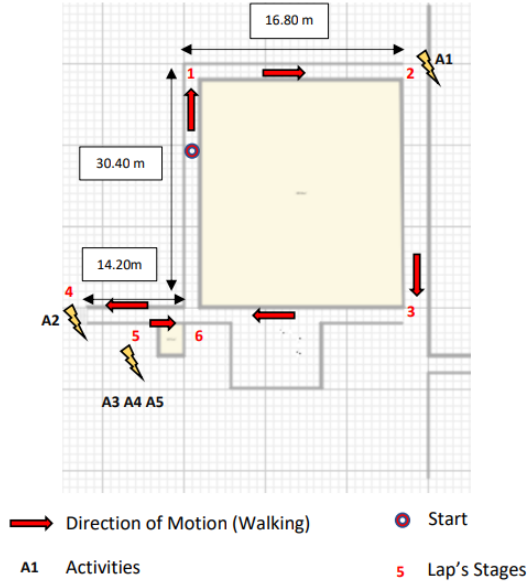 16.80 m
1
2
A1
30.40 m
14.20m
4
3
A2
5
6
A3 A4 A5
Direction of Motion (Walking)
Start
A1 Activities
5 Lap's Stages